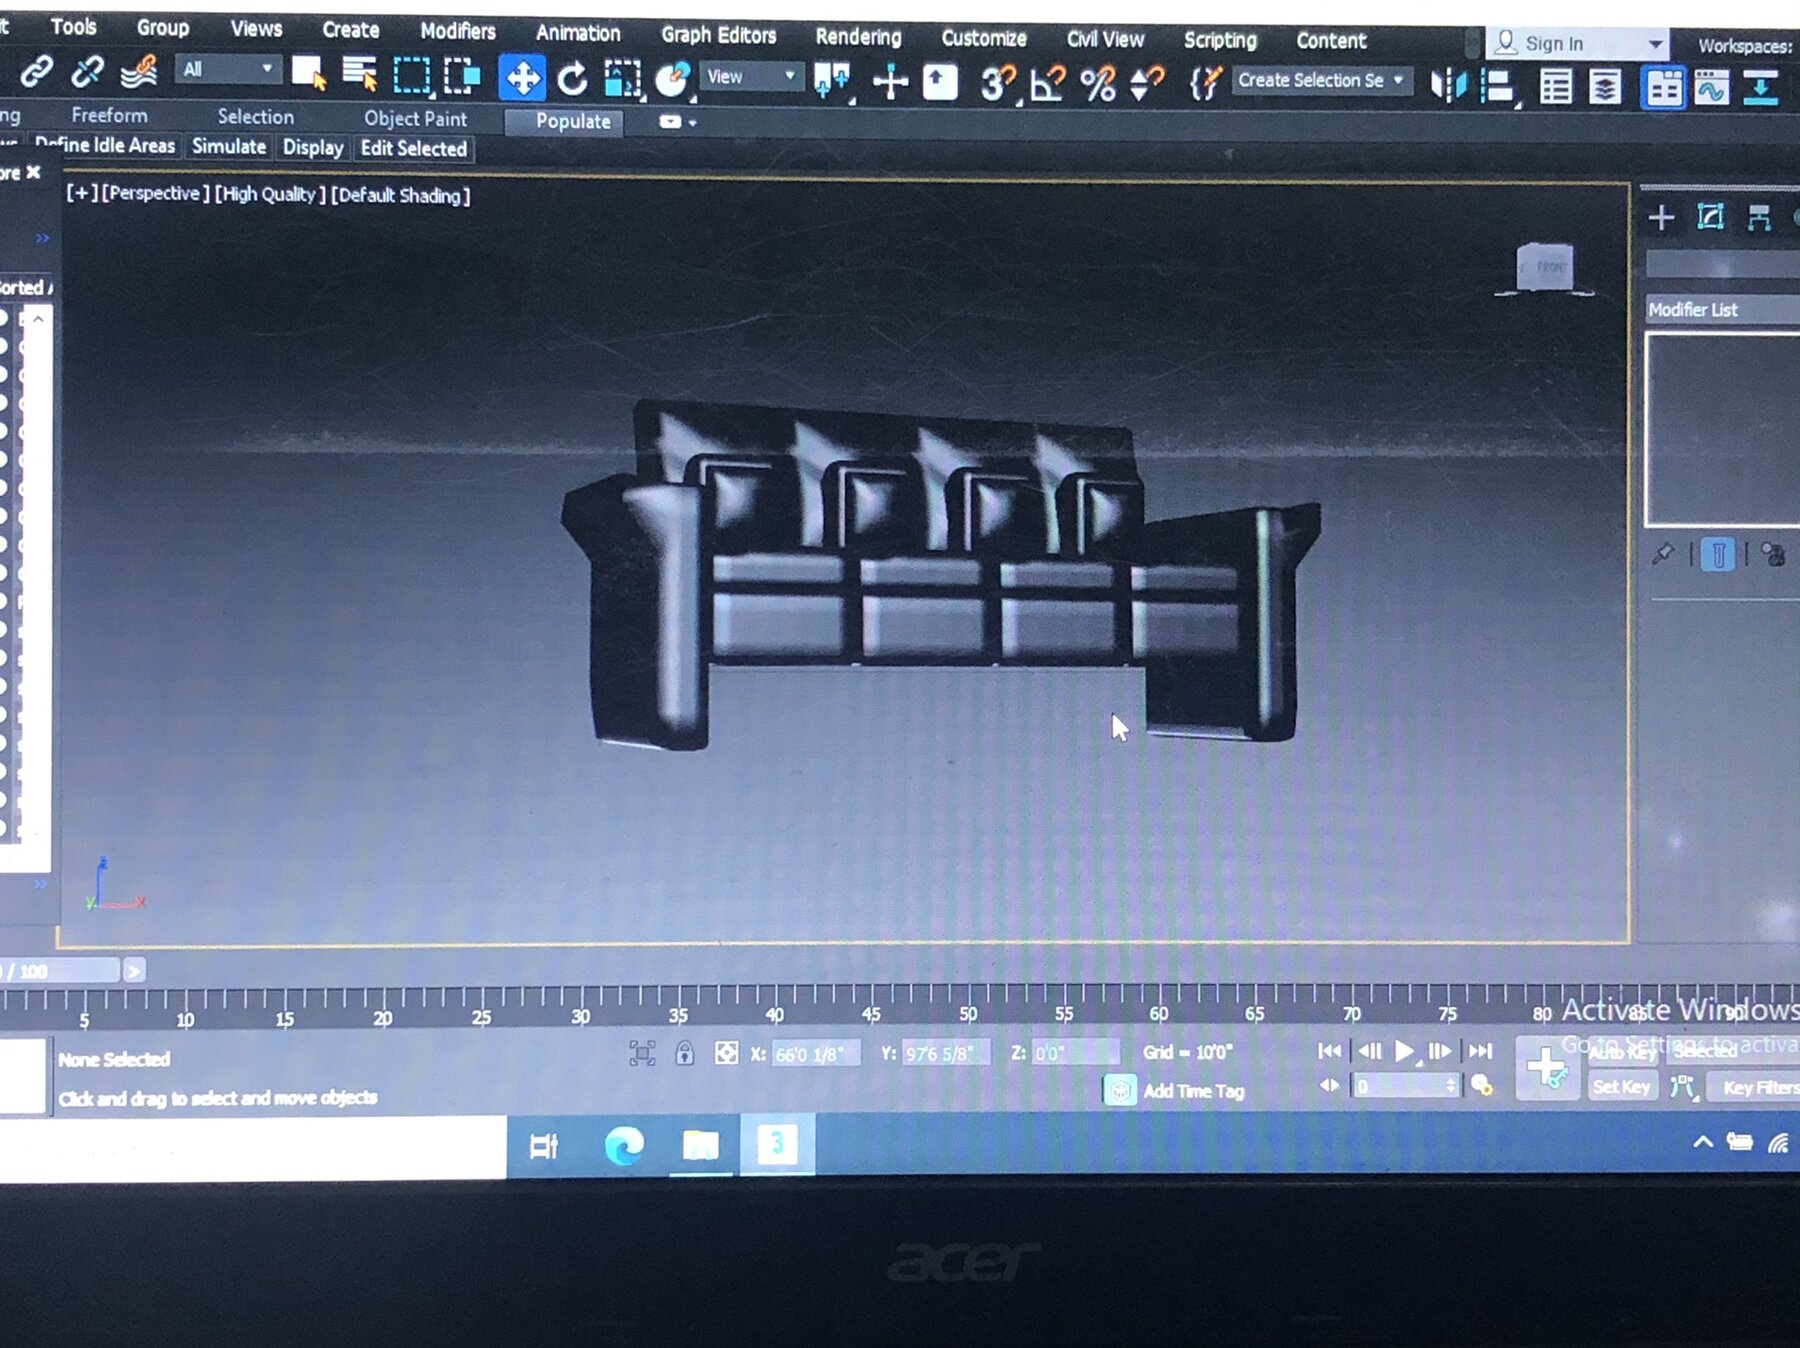 Tools Group Views Create Modifiers Animation Graph Editors Rendering Customize Civil View Scripting Content Sign In Workspaces:
All View Create Selection Se
ng Freeform Selection Object Paint Populate
Define Idle Areas Simulate Display Edit Selected
ore
[+] [Perspective] [High Quality] [Default Shading]
FRONT
orted
Modifier List
z
y x
/ 100
5 10 15 20 25 30 35 40 45 50 55 60 65 70 75 80 85 90
Activate Windows
Go to Settings to activa
None Selected X: 66'0 1/8" Y: 97'6 5/8" Z: 0'0" Grid = 10'0" Auto Key Selected
Click and drag to select and move objects Add Time Tag 0 Set Key Key Filters
3
acer